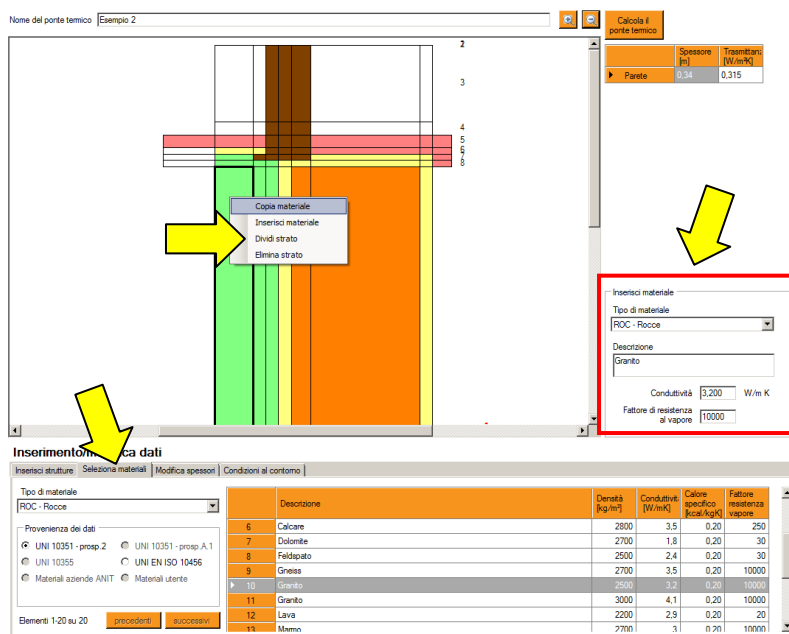 Nome del ponte termico Esempio 2
Calcola il
ponte termico
Spessore
[m]
Trasmittan:
[W/m²K]
Parete 0,34 0,315
2
3
4
5
6
7
8
Copia materiale
Inserisci materiale
Dividi strato
Elimina strato
Inserisci materiale
Tipo di materiale
ROC - Rocce
Descrizione
Granito
Conduttività 3,200 W/m K
Fattore di resistenza
al vapore 10000
Inserimento/m ca dati
Inserisci strutture Seleziona materiali Modifica spessori Condizioni al contorno
Tipo di materiale
ROC - Rocce
Provenienza dei dati
UNI 10351 - prosp.2 UNI 10351 - prosp.A.1
UNI 10355 UNI EN ISO 10456
Materiali aziende ANIT Materiali utente
Elementi 1-20 su 20 precedenti successivi
Descrizione
Densità
[kg/m³]
Conduttivit
[W/mK]
Calore
specifico
[kcal/kgK]
Fattore
resistenza
vapore
6 Calcare 2800 3,5 0,20 250
7 Dolomite 2700 1,8 0,20 30
8 Feldspato 2500 2,4 0,20 30
9 Gneiss 2700 3,5 0,20 10000
10 Granito 2500 3,2 0,20 10000
11 Granito 3000 4,1 0,20 10000
12 Lava 2200 2,9 0,20 20
13 Marmo 2700 3 0,20 10000